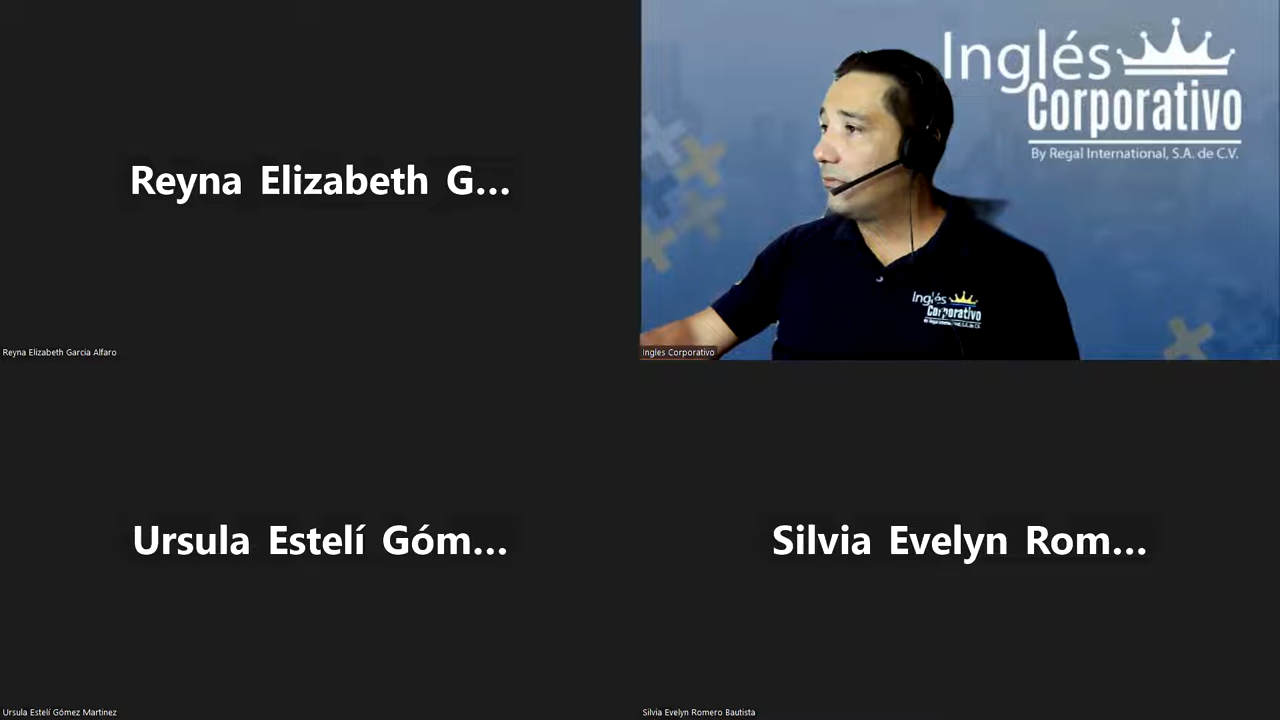 Reyna Elizabeth G...
Reyna Elizabeth Garcia Alfaro
Inglés
Corporativo
By Regal International, S.A. de C.V.
Inglés
Corporativo
Ingles Corporativo
Ursula Estelí Góm...
Ursula Estelí Gómez Martinez
Silvia Evelyn Rom...
Silvia Evelyn Romero Bautista